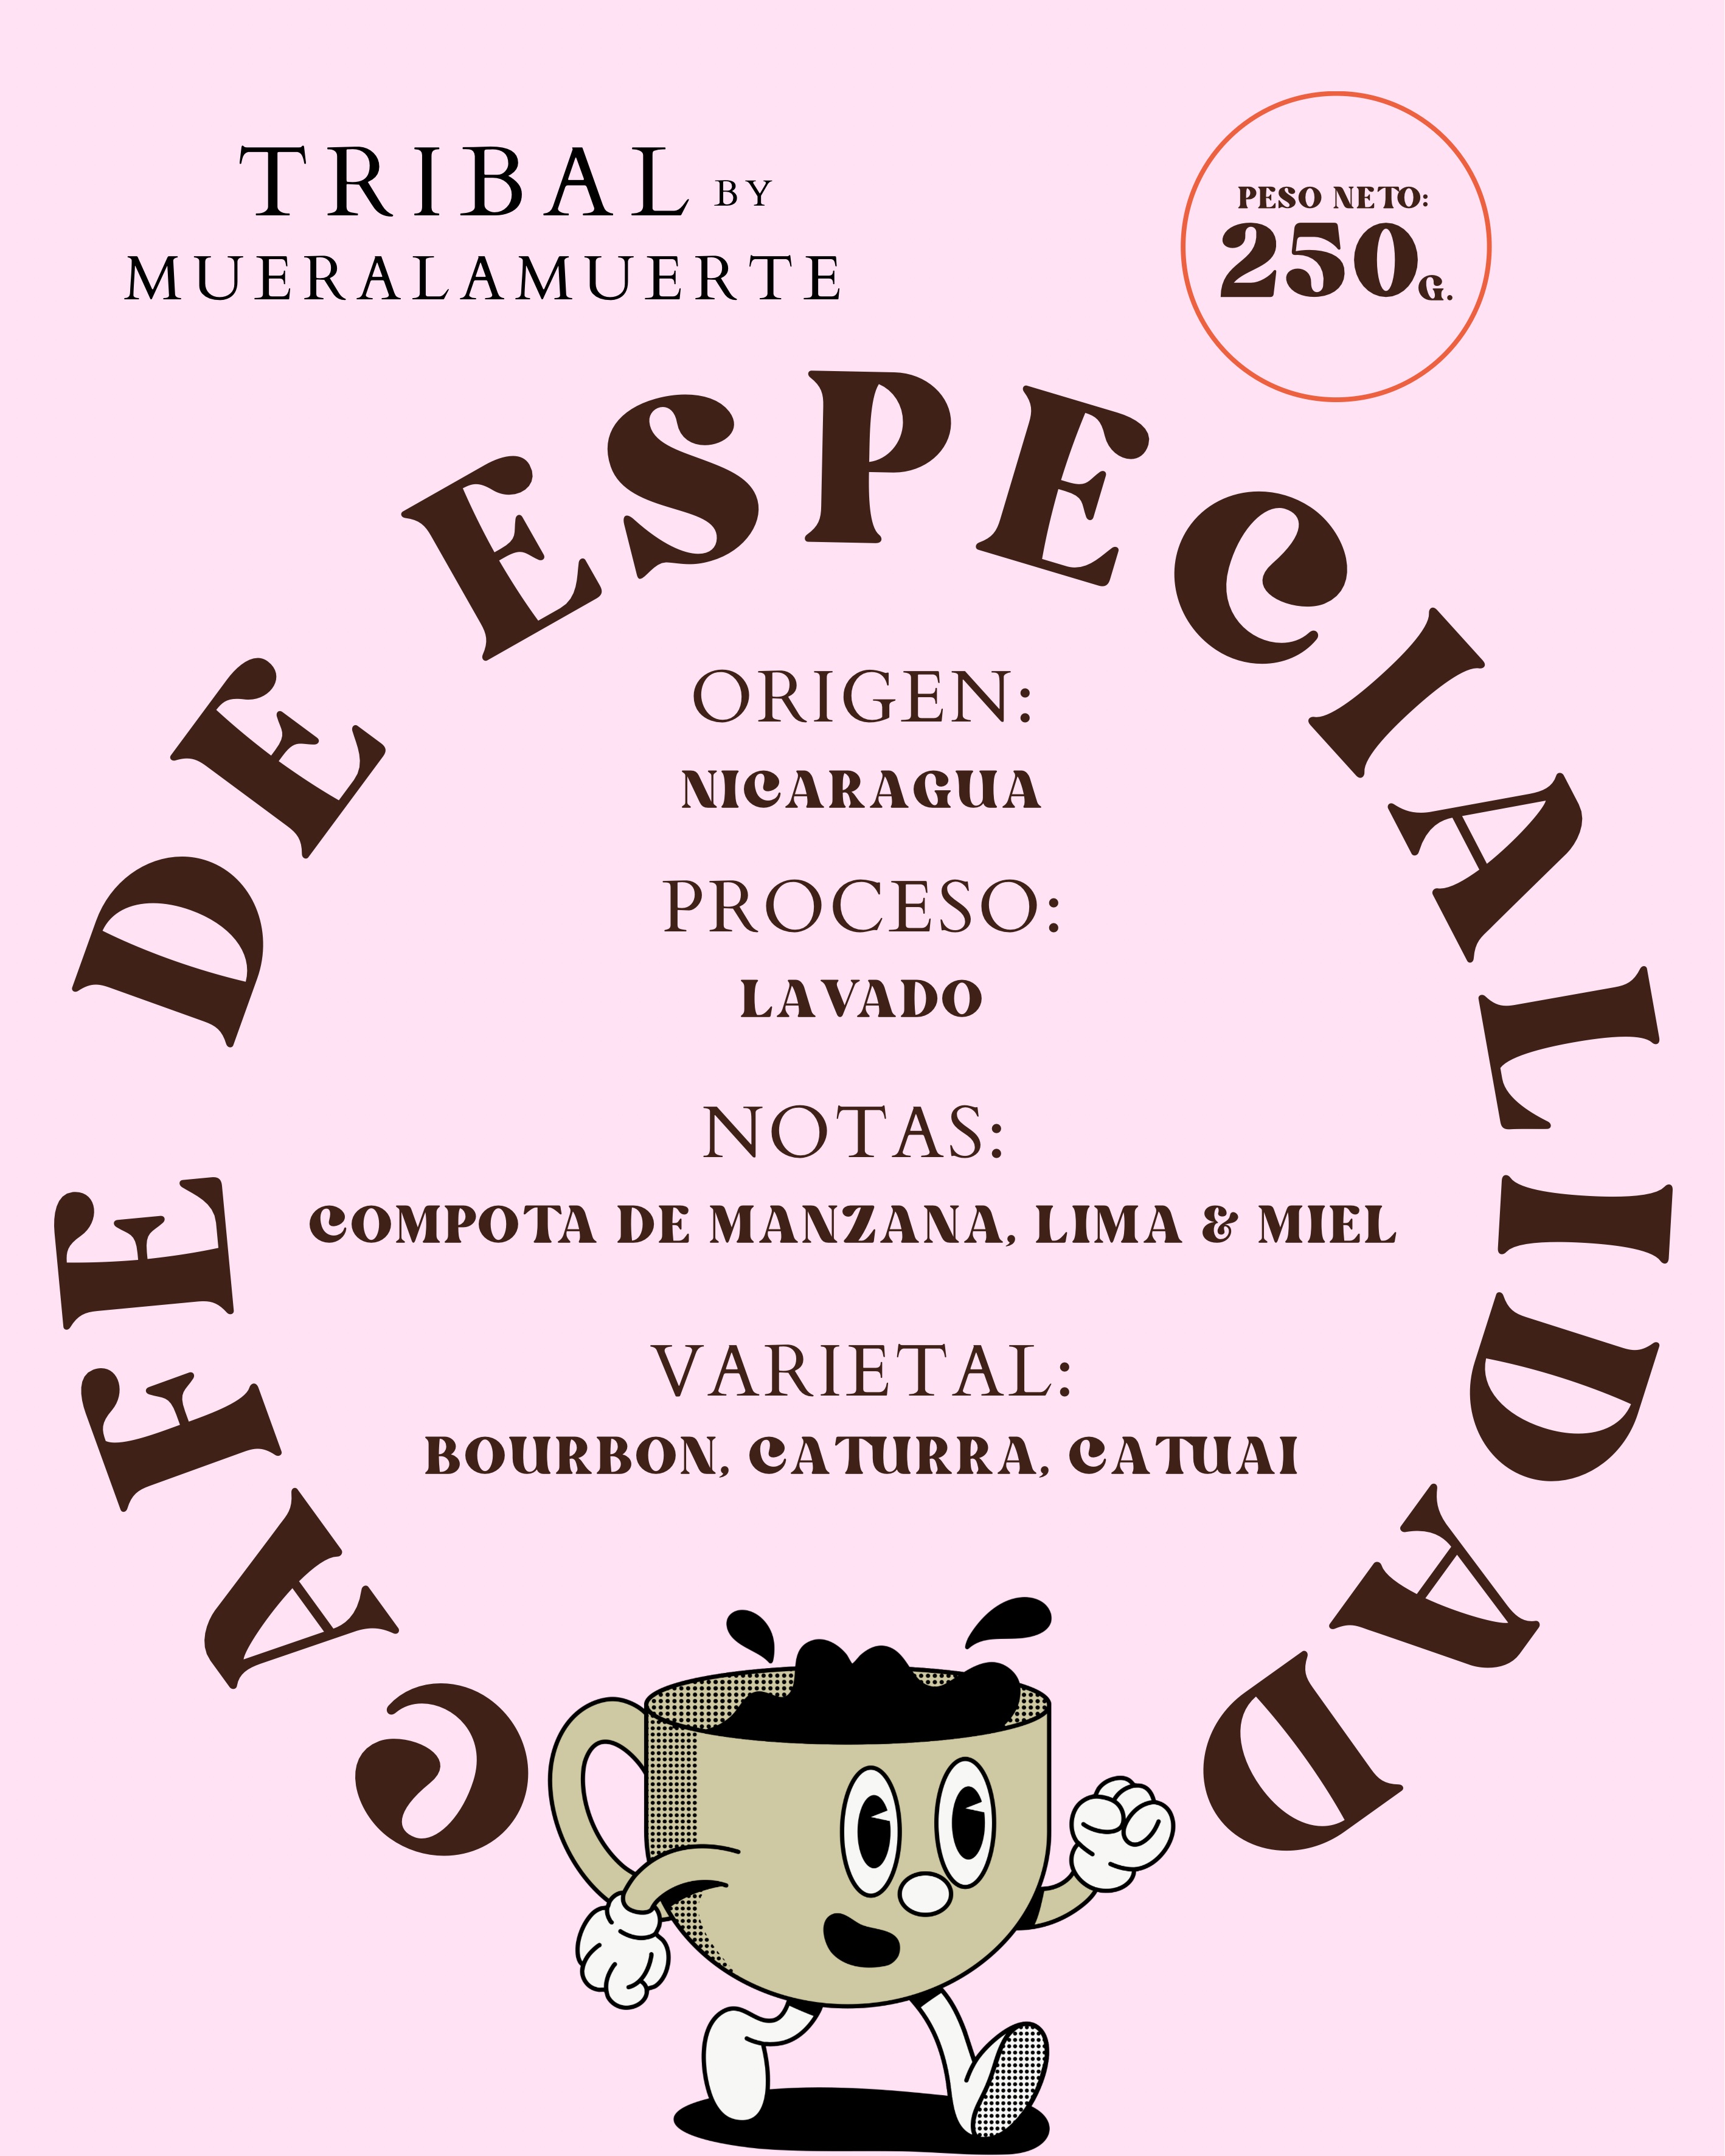 TRIBAL BY
MUERALAMUERTE
PESO NETO:
250G.
CAFE DE ESPECIALIDAD
ORIGEN:
NICARAGUA
PROCESO:
LAVADO
NOTAS:
COMPOTA DE MANZANA, LIMA & MIEL
VARIETAL:
BOURBON, CATURRA, CATUAI